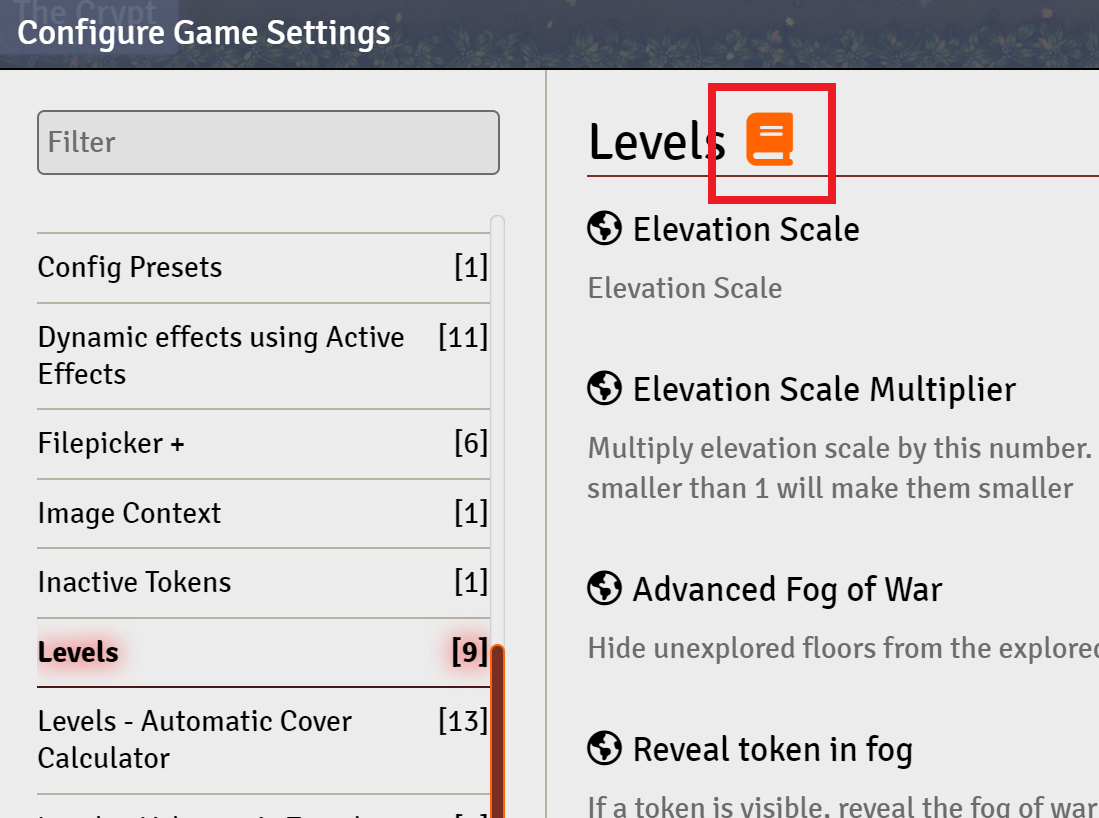 The Crypt
Configure Game Settings
Filter
Config Presets [1]
Dynamic effects using Active [11]
Effects
Filepicker + [6]
Image Context [1]
Inactive Tokens [1]
Levels [9]
Levels - Automatic Cover [13]
Calculator
Levels
Elevation Scale
Elevation Scale
Elevation Scale Multiplier
Multiply elevation scale by this number.
smaller than 1 will make them smaller
Advanced Fog of War
Hide unexplored floors from the explored
Reveal token in fog
If a token is visible, reveal the fog of war